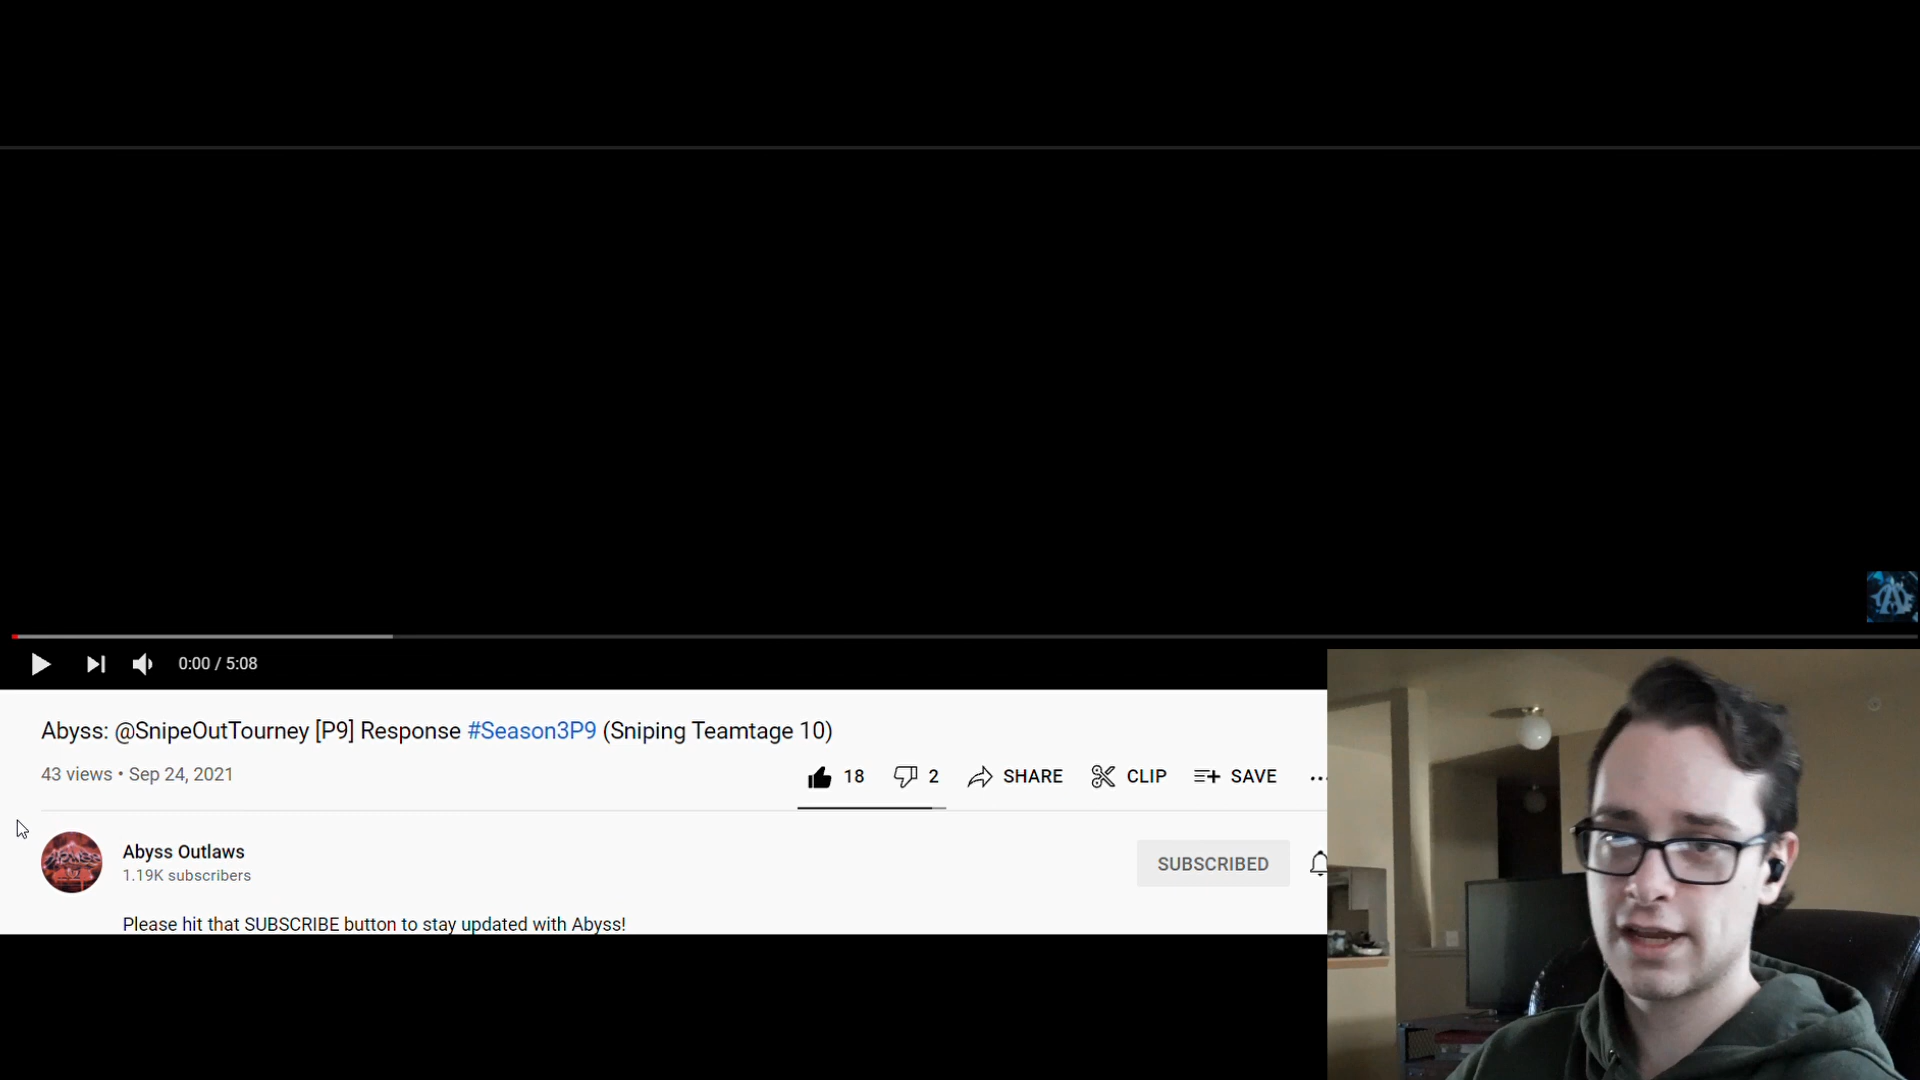 0:00 / 5:08
Abyss: @SnipeOutTourney [P9] Response #Season3P9 (Sniping Teamtage 10)
43 views • Sep 24, 2021
18 2 SHARE CLIP SAVE ...
Abyss Outlaws
1.19K subscribers
SUBSCRIBED
Please hit that SUBSCRIBE button to stay updated with Abyss!